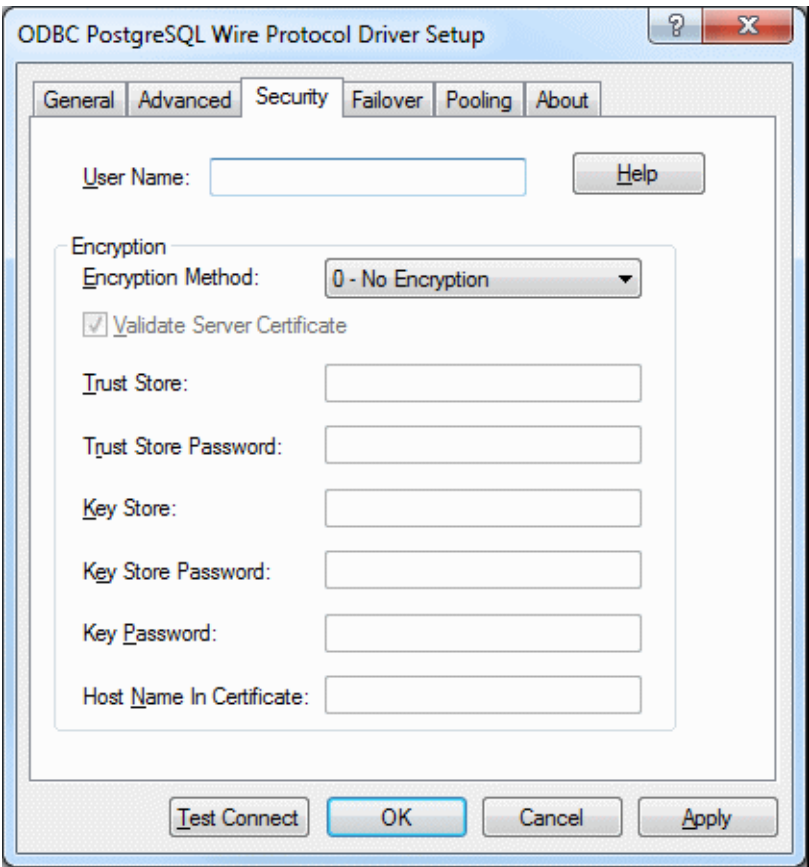 ODBC PostgreSQL Wire Protocol Driver Setup
?
General Advanced Security Failover Pooling About
User Name: Help
Encryption
Encryption Method: 0 - No Encryption
Validate Server Certificate
Trust Store:
Trust Store Password:
Key Store:
Key Store Password:
Key Password:
Host Name In Certificate:
Test Connect OK Cancel Apply